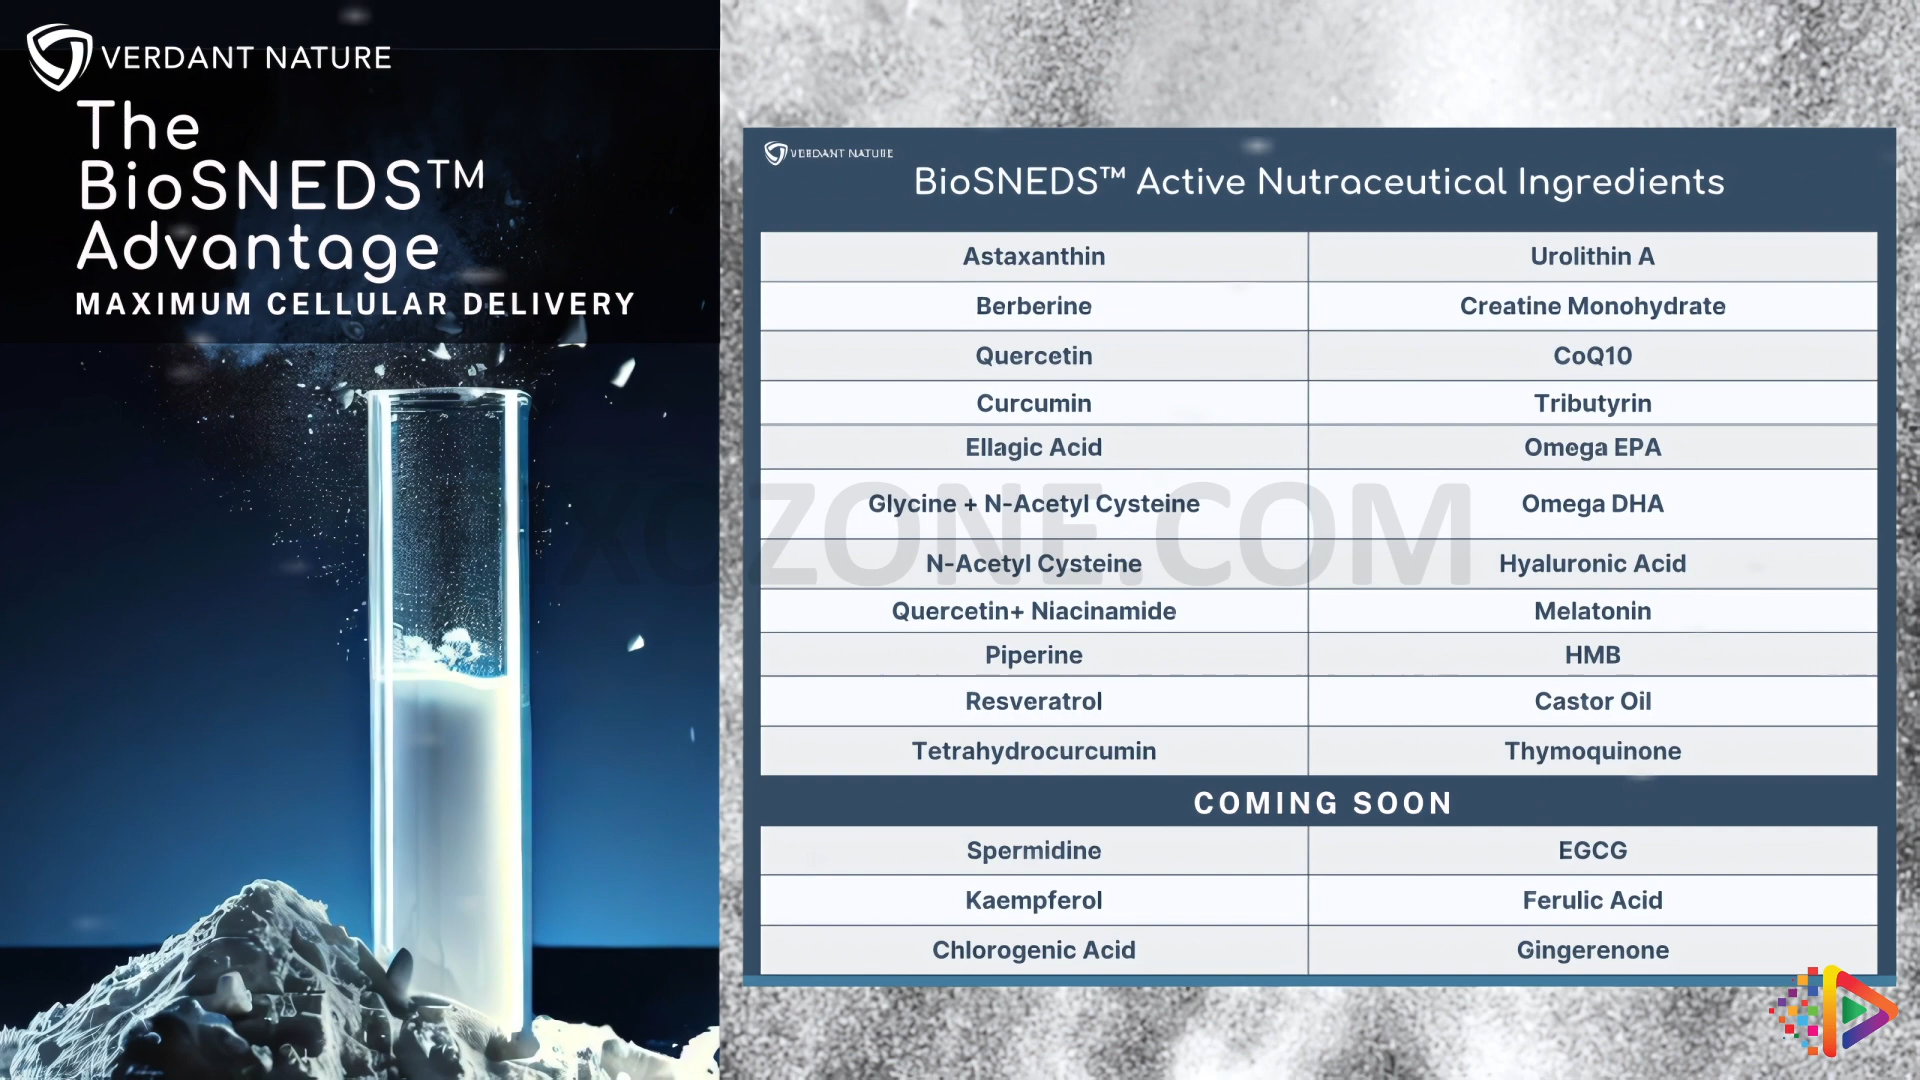 VERDANT NATURE
The
BioSNEDS™
Advantage
MAXIMUM CELLULAR DELIVERY
VERDANT NATURE
BioSNEDS™ Active Nutraceutical Ingredients
Astaxanthin Urolithin A
Berberine Creatine Monohydrate
Quercetin CoQ10
Curcumin Tributyrin
Ellagic Acid Omega EPA
Glycine + N-Acetyl Cysteine Omega DHA
N-Acetyl Cysteine Hyaluronic Acid
Quercetin+ Niacinamide Melatonin
Piperine HMB
Resveratrol Castor Oil
Tetrahydrocurcumin Thymoquinone
COMING SOON
Spermidine EGCG
Kaempferol Ferulic Acid
Chlorogenic Acid Gingerenone